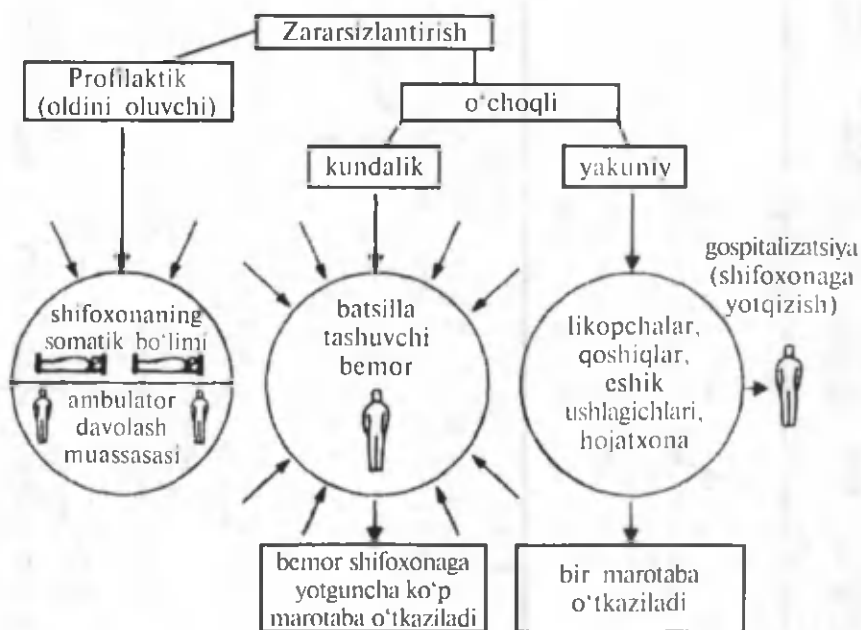 Zararsizlantirish
Profilaktik
(oldini oluvchi)
o‘choqli
kundalik
yakuniy
gospitalizatsiya
(shifoxonaga
yotqizish)
shifoxonaning
somatik bo‘limi
ambulator
davolash
muassasasi
batsilla
tashuvchi
bemor
likopchalar,
qoshiqlar,
eshik
ushlagichlari,
hojatxona
bemor shifoxonaga
yotguncha ko‘p
marotaba o‘tkaziladi
bir marotaba
o‘tkaziladi